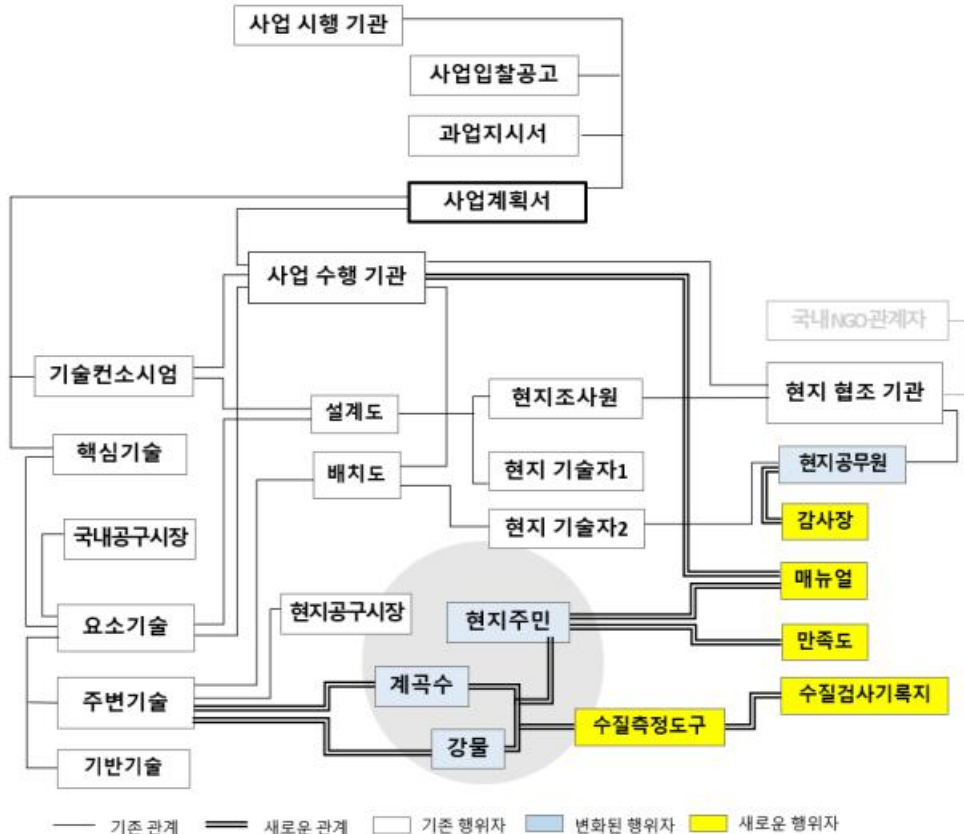 사업 시행 기관
사업입찰공고
과업지시서
사업계획서
사업 수행 기관
국내NGO관계자
기술컨소시엄
현지조사원
현지 협조 기관
설계도
핵심기술
배치도
현지 기술자1
현지공무원
국내공구시장
현지 기술자2
감사장
매뉴얼
현지공구시장
현지주민
요소기술
만족도
계곡수
주변기술
수질검사기록지
수질측정도구
강물
기반기술
기존 관계 새로운 관계 기존 행위자 변화된 행위자 새로운 행위자